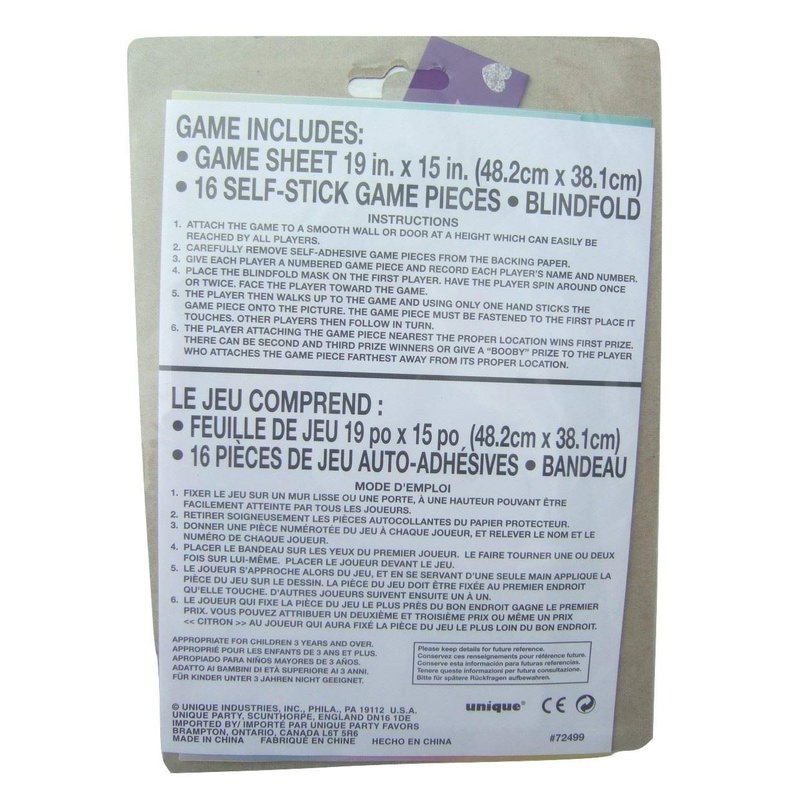 GAME INCLUDES:
• GAME SHEET 19 in. x 15 in. (48.2cm x 38.1cm)
• 16 SELF-STICK GAME PIECES • BLINDFOLD
INSTRUCTIONS
1. ATTACH THE GAME TO A SMOOTH WALL OR DOOR AT A HEIGHT WHICH CAN EASILY BE
REACHED BY ALL PLAYERS.
2. CAREFULLY REMOVE SELF-ADHESIVE GAME PIECES FROM THE BACKING PAPER.
3. GIVE EACH PLAYER A NUMBERED GAME PIECE AND RECORD EACH PLAYER'S NAME AND NUMBER.
4. PLACE THE BLINDFOLD MASK ON THE FIRST PLAYER. HAVE THE PLAYER SPIN AROUND ONCE
OR TWICE. FACE THE PLAYER TOWARD THE GAME.
5. THE PLAYER THEN WALKS UP TO THE GAME AND USING ONLY ONE HAND STICKS THE
GAME PIECE ONTO THE PICTURE. THE GAME PIECE MUST BE FASTENED TO THE FIRST PLACE IT
TOUCHES. OTHER PLAYERS THEN FOLLOW IN TURN.
6. THE PLAYER ATTACHING THE GAME PIECE NEAREST THE PROPER LOCATION WINS FIRST PRIZE.
THERE CAN BE SECOND AND THIRD PRIZE WINNERS OR GIVE A "BOOBY" PRIZE TO THE PLAYER
WHO ATTACHES THE GAME PIECE FARTHEST AWAY FROM ITS PROPER LOCATION.
LE JEU COMPREND :
• FEUILLE DE JEU 19 po x 15 po (48.2cm x 38.1cm)
• 16 PIÈCES DE JEU AUTO-ADHÉSIVES • BANDEAU
MODE D'EMPLOI
1. FIXER LE JEU SUR UN MUR LISSE OU UNE PORTE, À UNE HAUTEUR POUVANT ÊTRE
FACILEMENT ATTEINTE PAR TOUS LES JOUEURS.
2. RETIRER SOIGNEUSEMENT LES PIÈCES AUTOCOLLANTES DU PAPIER PROTECTEUR.
3. DONNER UNE PIÈCE NUMÉROTÉE DU JEU À CHAQUE JOUEUR, ET RELEVER LE NOM ET LE
NUMÉRO DE CHAQUE JOUEUR.
4. PLACER LE BANDEAU SUR LES YEUX DU PREMIER JOUEUR. LE FAIRE TOURNER UNE OU DEUX
FOIS SUR LUI-MÊME. PLACER LE JOUEUR DEVANT LE JEU.
5. LE JOUEUR S'APPROCHE ALORS DU JEU, ET EN SE SERVANT D'UNE SEULE MAIN APPLIQUE LA
PIÈCE DU JEU SUR LE DESSIN. LA PIÈCE DU JEU DOIT ÊTRE FIXÉE AU PREMIER ENDROIT
QU'ELLE TOUCHE. D'AUTRES JOUEURS SUIVENT ENSUITE UN À UN.
6. LE JOUEUR QUI FIXE LA PIÈCE DU JEU LE PLUS PRÈS DU BON ENDROIT GAGNE LE PREMIER
PRIX. VOUS POUVEZ ATTRIBUER UN DEUXIÈME ET TROISIÈME PRIX OU MÊME UN PRIX
<< CITRON >> AU JOUEUR QUI AURA FIXÉ LA PIÈCE DU JEU LE PLUS LOIN DU BON ENDROIT.
APPROPRIATE FOR CHILDREN 3 YEARS AND OVER.
APPROPRIÉ POUR LES ENFANTS DE 3 ANS ET PLUS.
APROPIADO PARA NIÑOS MAYORES DE 3 AÑOS.
ADATTO AI BAMBINI DI ETÀ SUPERIORE AI 3 ANNI.
FÜR KINDER UNTER 3 JAHREN NICHT GEEIGNET.
Please keep details for future reference.
Conservez ces renseignements pour référence future.
Conserve esta información para futuras referencias.
Tenere queste informazioni per futura consultazione.
Bitte für spätere Rückfragen aufbewahren.
© UNIQUE INDUSTRIES, INC., PHILA., PA 19112 U.S.A.
UNIQUE PARTY, SCUNTHORPE, ENGLAND DN16 1DE
IMPORTED BY/ IMPORTÉ PAR UNIQUE PARTY FAVORS
BRAMPTON, ONTARIO, CANADA L6T 5R6
MADE IN CHINA FABRIQUÉ EN CHINE HECHO EN CHINA
unique® CE
#72499